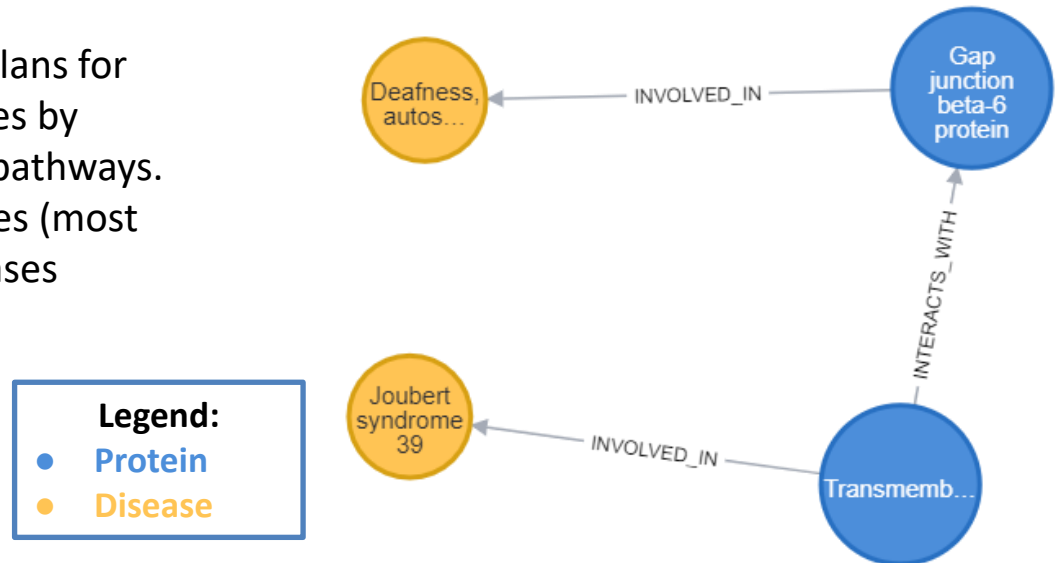 lans for
es by
pathways.
es (most
ases
Legend:
● Protein
● Disease
Deafness,
autos…
INVOLVED_IN
Gap
junction
beta-6
protein
INTERACTS_WITH
Joubert
syndrome
39
INVOLVED_IN
Transmemb…